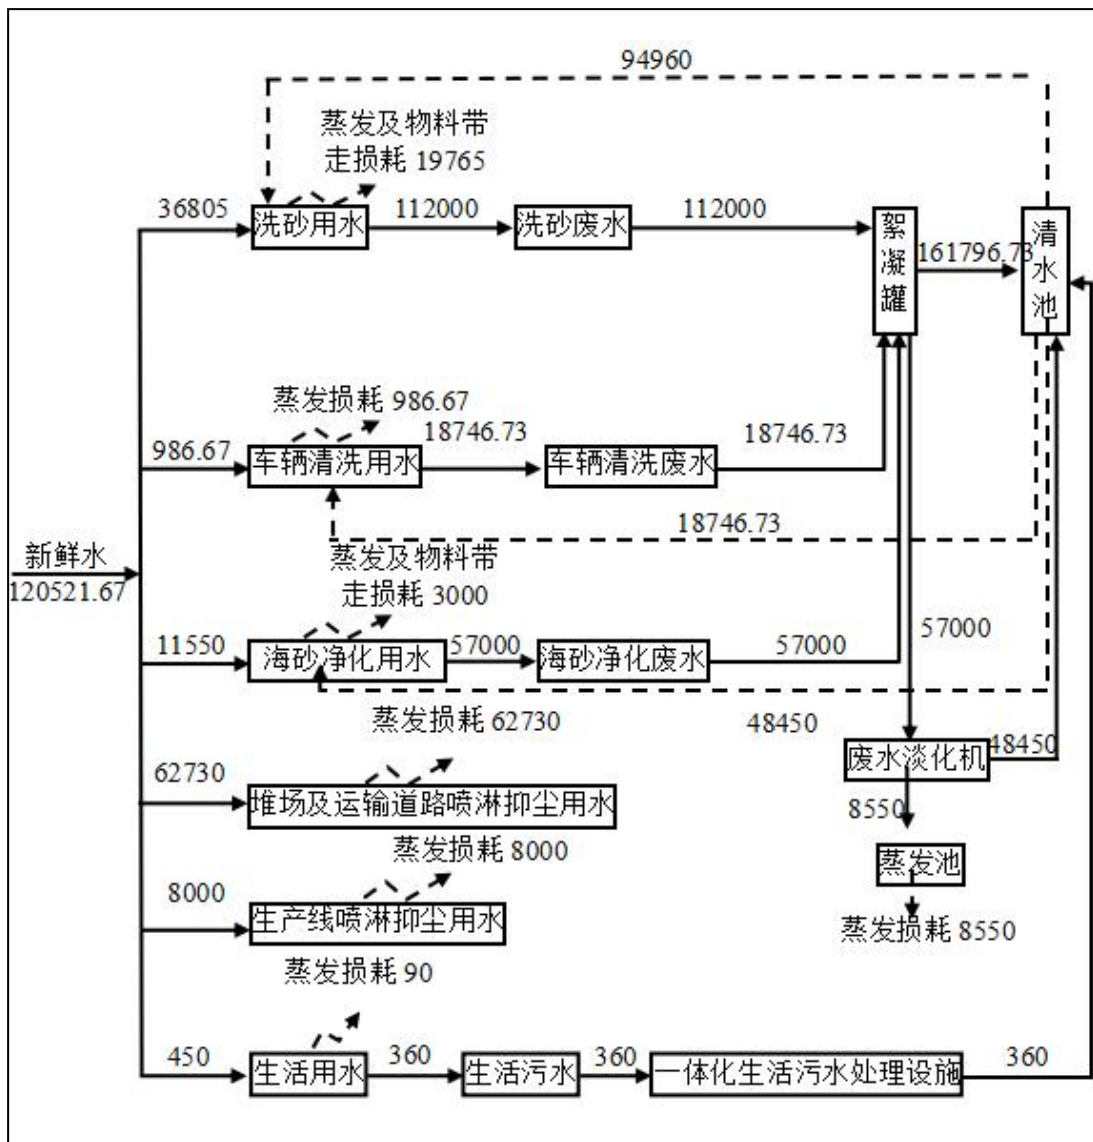 94960
蒸发及物料带
走损耗 19765
36805
洗砂用水
112000
洗砂废水
112000
絮凝罐
161796.73
清水池
蒸发损耗 986.67
986.67
车辆清洗用水
18746.73
车辆清洗废水
18746.73
18746.73
新鲜水
120521.67
蒸发及物料带
走损耗 3000
11550
海砂净化用水
57000
海砂净化废水
57000
57000
蒸发损耗 62730
48450
废水淡化机
48450
62730
堆场及运输道路喷淋抑尘用水
8550
蒸发损耗 8000
蒸发池
8000
生产线喷淋抑尘用水
蒸发损耗 8550
蒸发损耗 90
450
生活用水
360
生活污水
360
一体化生活污水处理设施
360